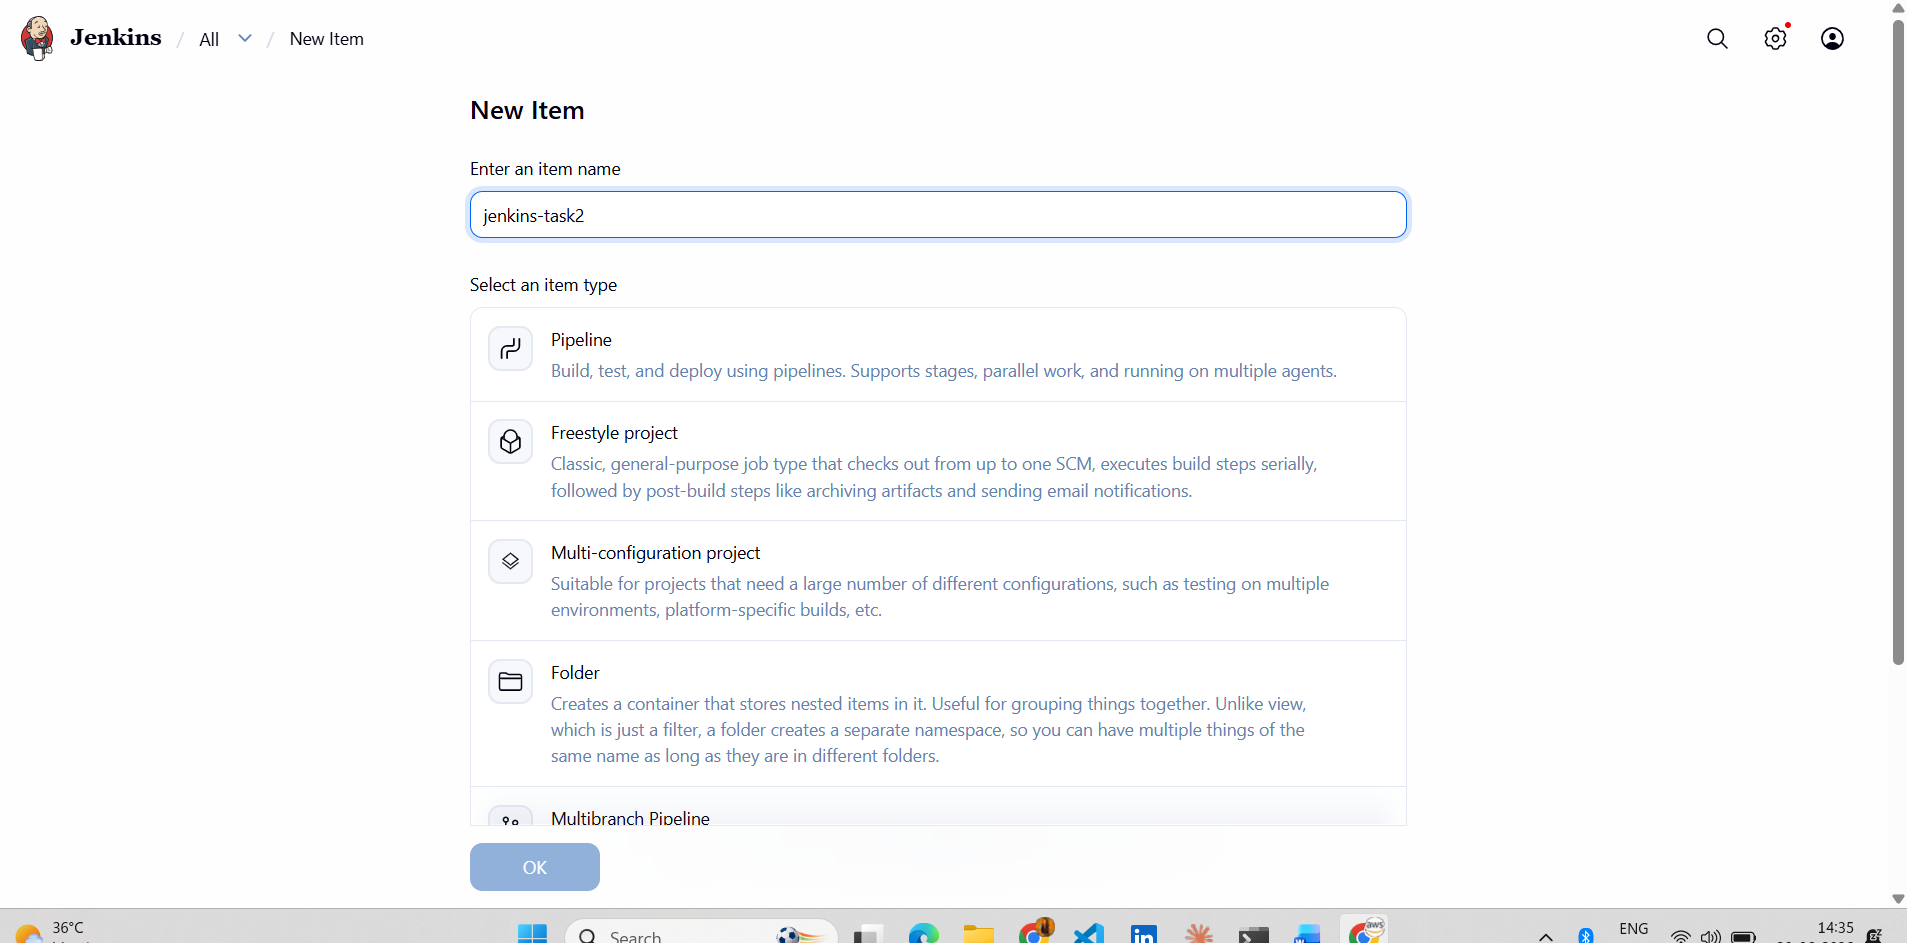 Jenkins / All / New Item
New Item
Enter an item name
jenkins-task2
Select an item type
Pipeline
Build, test, and deploy using pipelines. Supports stages, parallel work, and running on multiple agents.
Freestyle project
Classic, general-purpose job type that checks out from up to one SCM, executes build steps serially,
followed by post-build steps like archiving artifacts and sending email notifications.
Multi-configuration project
Suitable for projects that need a large number of different configurations, such as testing on multiple
environments, platform-specific builds, etc.
Folder
Creates a container that stores nested items in it. Useful for grouping things together. Unlike view,
which is just a filter, a folder creates a separate namespace, so you can have multiple things of the
same name as long as they are in different folders.
Multibranch Pipeline
OK
36°C
Search
aws
ENG
14:35